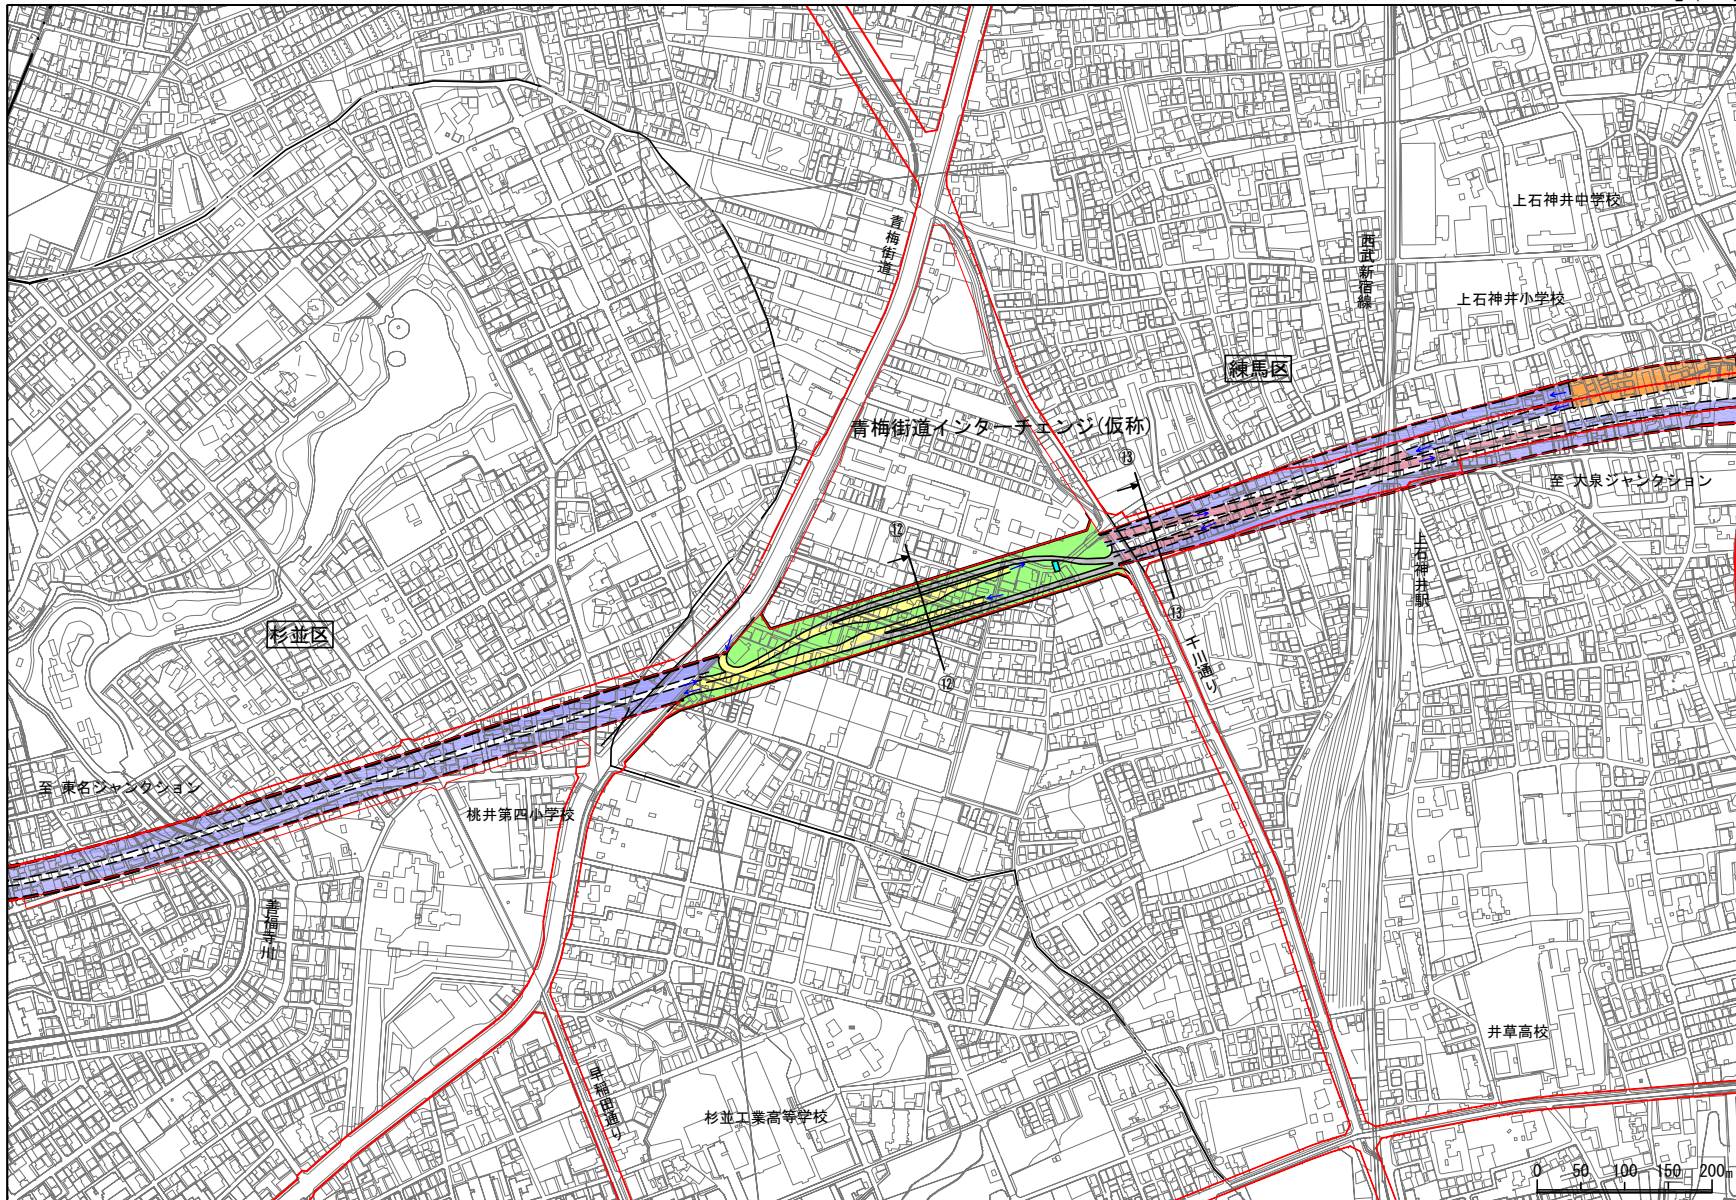 上石神井中学校
青梅街道
西武新宿線
上石神井小学校
練馬区
青梅街道インターチェンジ(仮称)
⑬
至 大泉ジャンクション
⑫
上石神井駅
⑬
杉並区
千川通り
⑫
至 東名ジャンクション
桃井第四小学校
善福寺川
井草高校
早稲田通り
杉並工業高等学校
0 50 100 150 200m